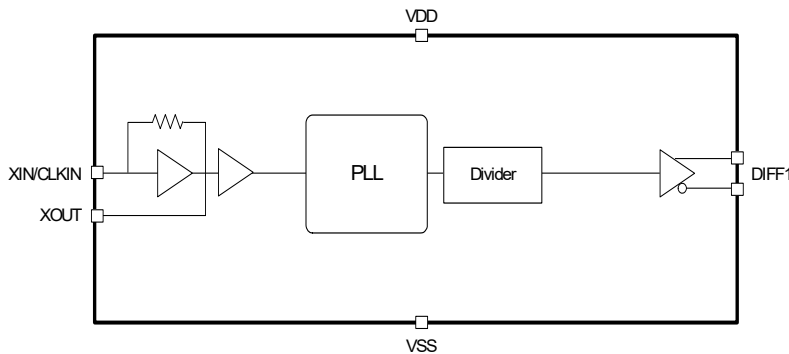 VDD
XIN/CLKIN
XOUT
PLL
Divider
DIFF1
VSS